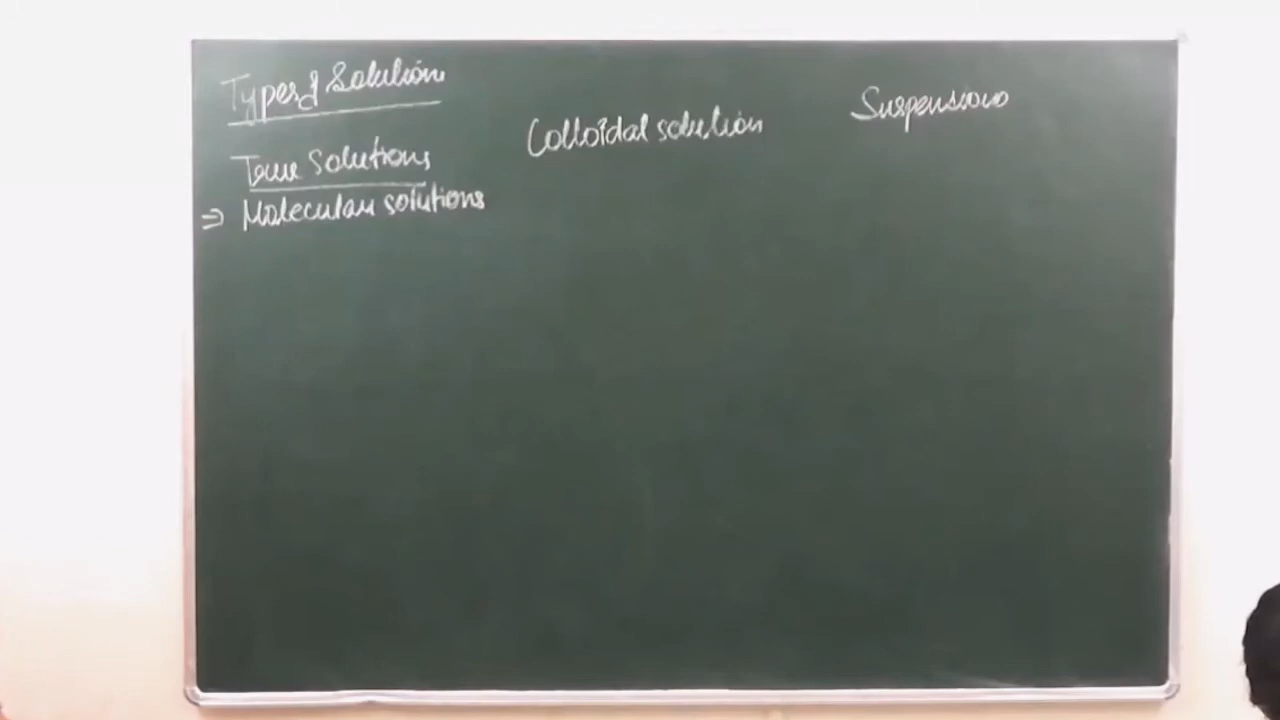 Types of Solution
True Solutions
⇒ Molecular solutions
Colloidal solution
Suspensions